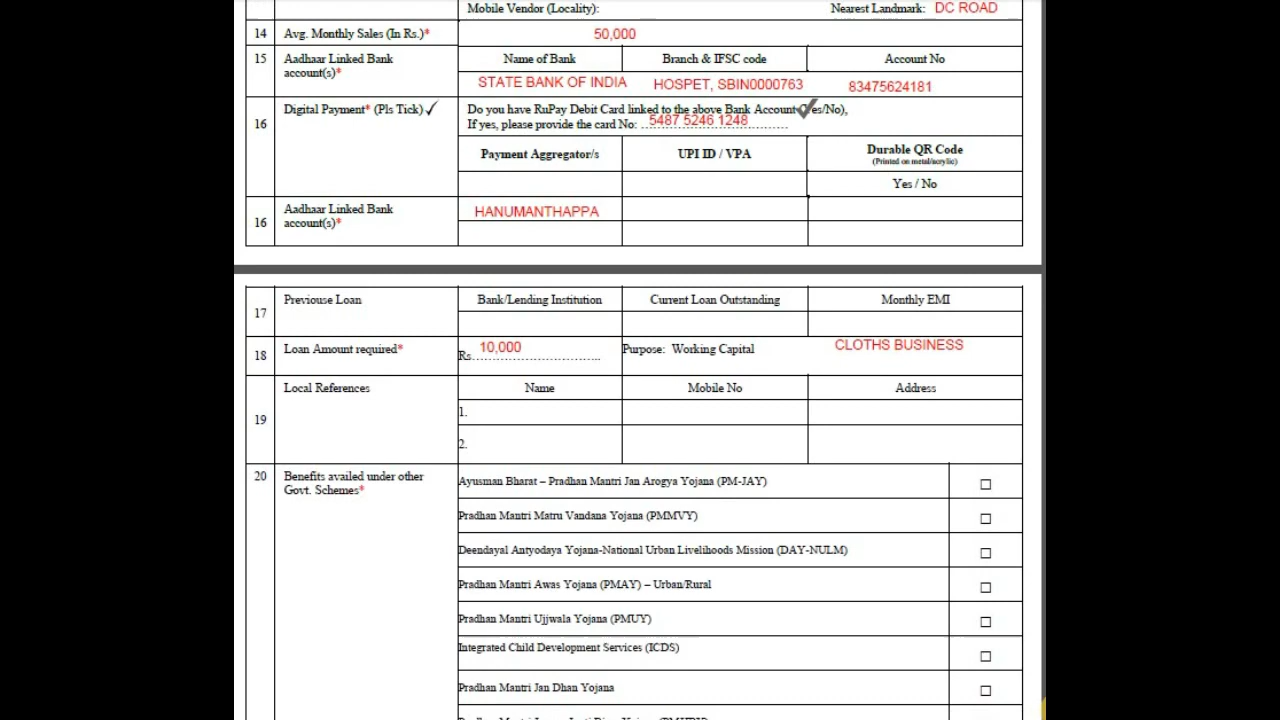 Mobile Vendor (Locality): Nearest Landmark: DC ROAD
14 Avg. Monthly Sales (In Rs.)* 50,000
15 Aadhaar Linked Bank account(s)* Name of Bank Branch & IFSC code Account No
STATE BANK OF INDIA HOSPET, SBIN0000763 83475624181
16 Digital Payment* (Pls Tick) ✓ Do you have RuPay Debit Card linked to the above Bank Account (Yes/No),
If yes, please provide the card No: 5487 5246 1248
Payment Aggregator/s UPI ID / VPA Durable QR Code
(Printed on metal/acrylic)
Yes / No
16 Aadhaar Linked Bank account(s)* HANUMANTHAPPA
17 Previouse Loan Bank/Lending Institution Current Loan Outstanding Monthly EMI
18 Loan Amount required* Rs. 10,000 Purpose: Working Capital CLOTHS BUSINESS
19 Local References Name Mobile No Address
1.
2.
20 Benefits availed under other Govt. Schemes*
Ayusman Bharat – Pradhan Mantri Jan Arogya Yojana (PM-JAY)
Pradhan Mantri Matru Vandana Yojana (PMMVY)
Deendayal Antyodaya Yojana-National Urban Livelihoods Mission (DAY-NULM)
Pradhan Mantri Awas Yojana (PMAY) – Urban/Rural
Pradhan Mantri Ujjwala Yojana (PMUY)
Integrated Child Development Services (ICDS)
Pradhan Mantri Jan Dhan Yojana